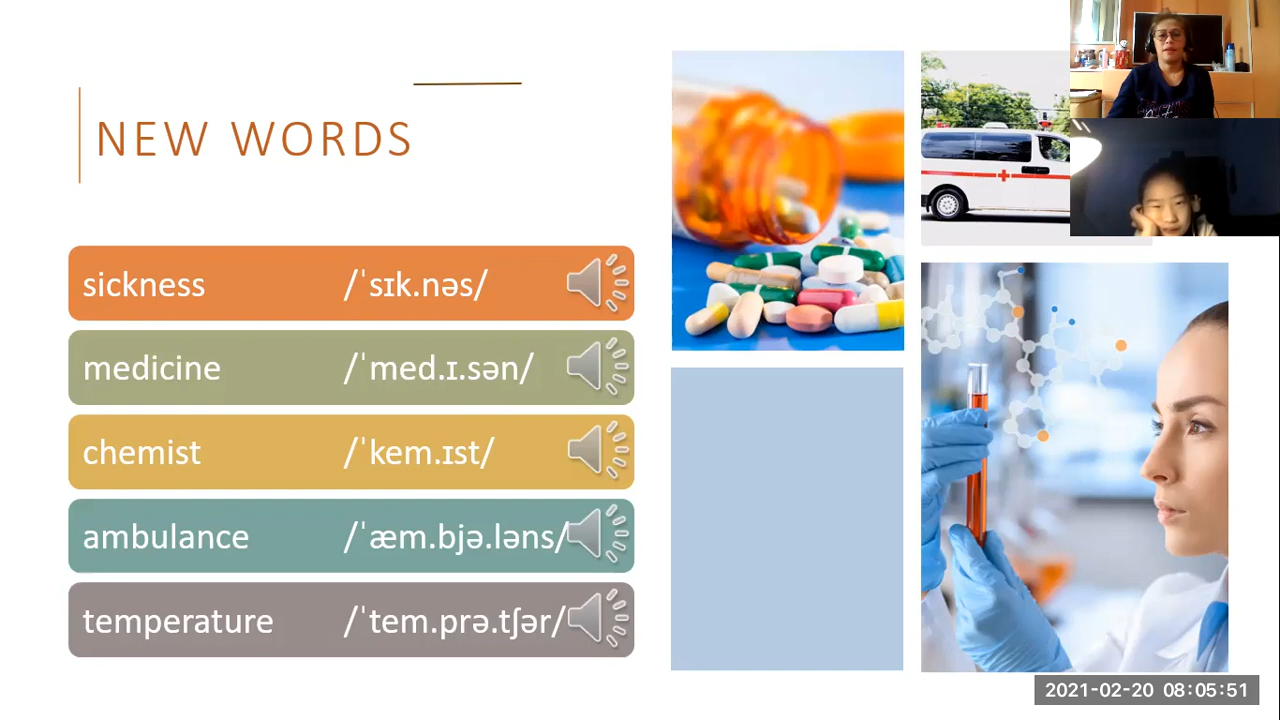 NEW WORDS
sickness /ˈsɪk.nəs/
medicine /ˈmed.ɪ.sən/
chemist /ˈkem.ɪst/
ambulance /ˈæm.bjə.ləns/
temperature /ˈtem.prə.tʃər/
2021-02-20 08:05:51